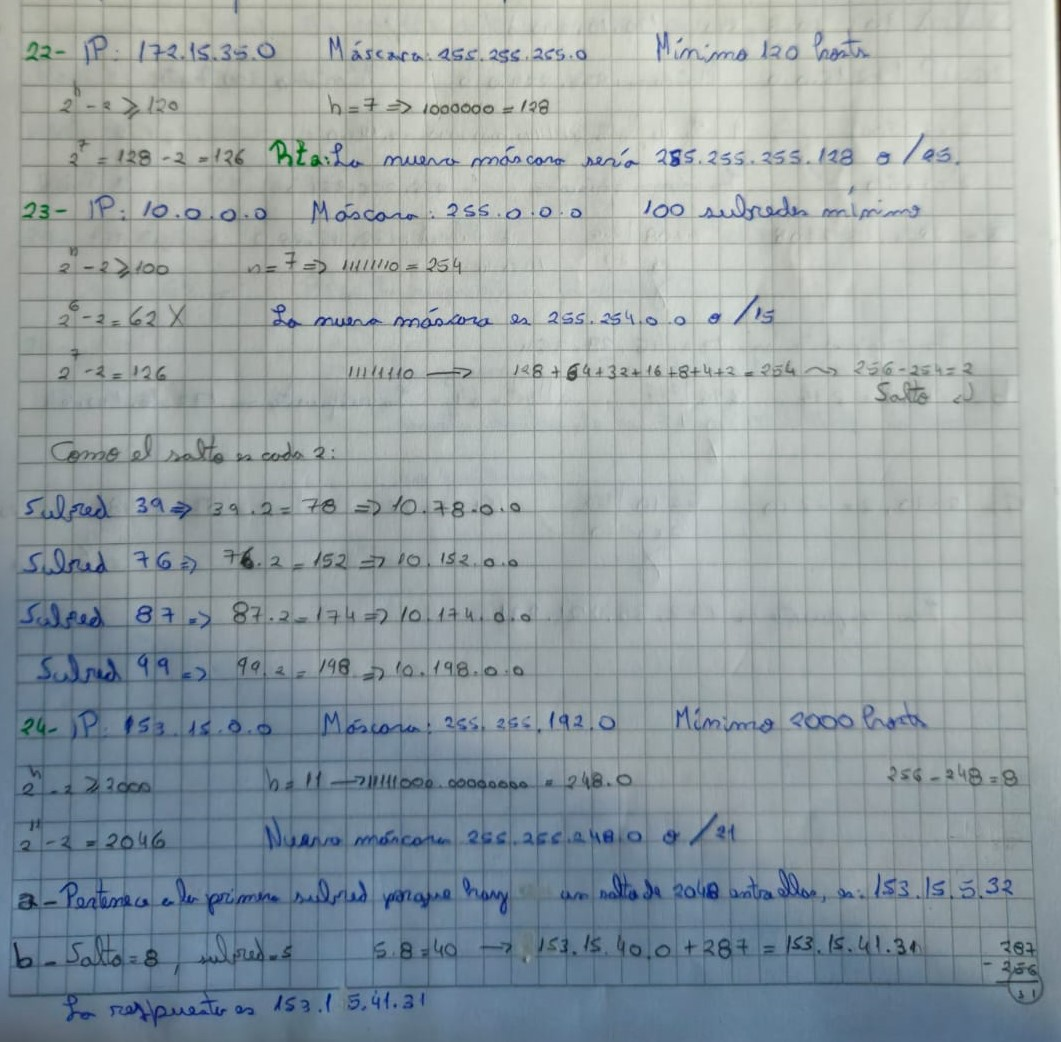 22- IP: 172.15.35.0 Máscara: 255.255.255.0 Mínimo 120 hosts
2^h - 2 ≥ 120 h = 7 => 1000000 = 128
2^7 = 128 - 2 = 126 Rta: La nueva máscara sería 255.255.255.128 o /25.
23- IP: 10.0.0.0 Máscara: 255.0.0.0 100 subredes mínimo
2^n - 2 ≥ 100 n = 7 => 11111110 = 254
2^6 - 2 = 62 X La nueva máscara es 255.254.0.0 o /15
2^7 - 2 = 126 11111110 → 128 + 64 + 32 + 16 + 8 + 4 + 2 = 254 → 256 - 254 = 2
Salto
Como el salto es cada 2:
Subred 39 => 39.2 = 78 => 10.78.0.0
Subred 76 => 76.2 = 152 => 10.152.0.0
Subred 87 => 87.2 = 174 => 10.174.0.0
Subred 99 => 99.2 = 198 => 10.198.0.0
24- IP: 153.15.0.0 Máscara: 255.255.192.0 Mínimo 2000 hosts
2^h - 2 ≥ 2000 h = 11 → 11111000.00000000 = 248.0 256 - 248 = 8
2^11 - 2 = 2046 Nueva máscara 255.255.248.0 o /21
a- Pertenece a la primera subred porque hay un salto de 2048 entre ellas, es: 153.15.5.32
b- Salto = 8, subred = 5 5.8 = 40 → 153.15.40.0 + 287 = 153.15.41.31 287
- 256
31
La respuesta es 153.15.41.31